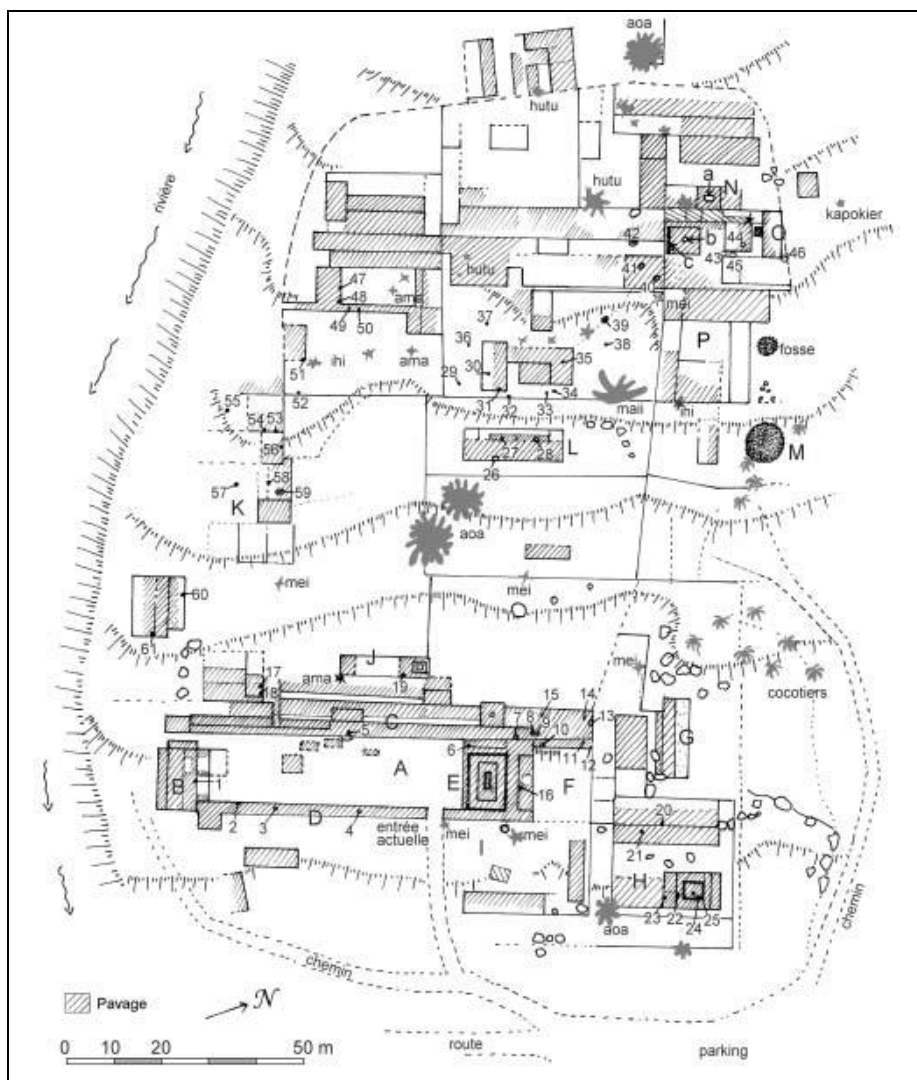 aoa
hutu
rivière
hutu
a
N
kapokier
42
b
44
O
47
hutu
c
43
46
48
ama
41
45
mei
49
50
37
39
P
36
38
fosse
51
ihi
ama
30
35
29
34
55
52
31
32
33
maii
ihi
54
53
56
27
28
L
M
58
26
57
59
K
aoa
mei
mei
60
61
J
mei
17
ama
19
cocotiers
18
15
14
C
7
8
9
10
13
5
6
G
A
11
12
B
1
E
F
16
2
3
D
4
entrée
actuelle
mei
mei
20
I
21
H
23
22
24
25
aoa
chemin
chemin
Pavage
N
route
parking
0 10 20 50 m